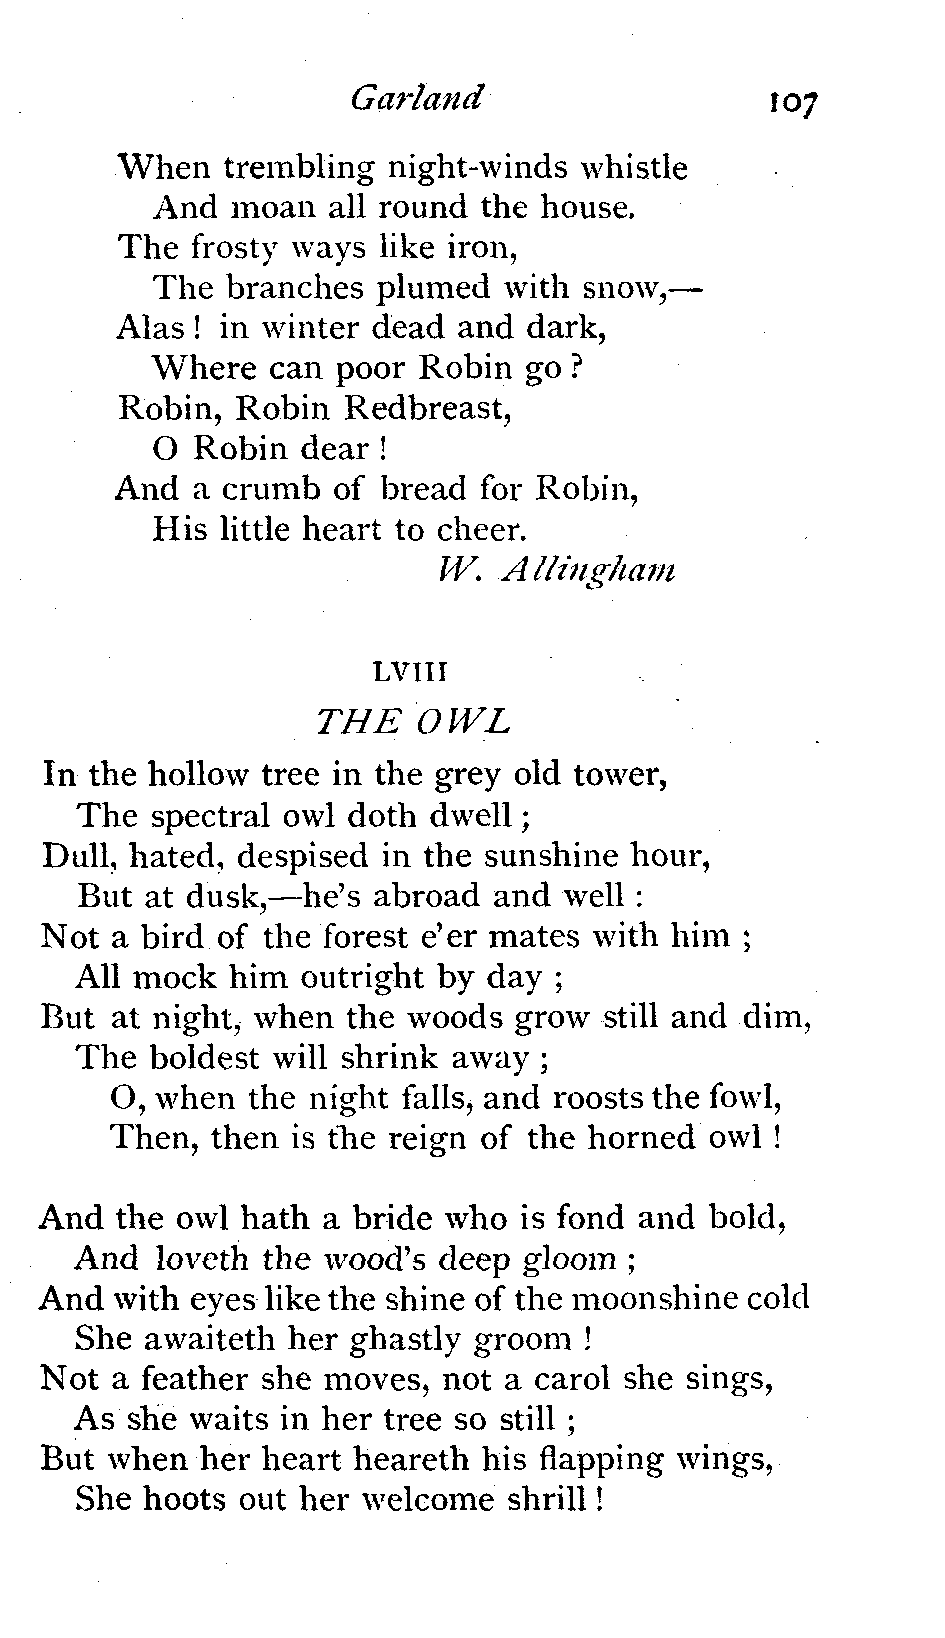 Garland 107
When trembling night-winds whistle
And moan all round the house.
The frosty ways like iron,
The branches plumed with snow,—
Alas! in winter dead and dark,
Where can poor Robin go?
Robin, Robin Redbreast,
O Robin dear!
And a crumb of bread for Robin,
His little heart to cheer.
W. Allingham
LVIII
THE OWL
In the hollow tree in the grey old tower,
The spectral owl doth dwell;
Dull, hated, despised in the sunshine hour,
But at dusk,—he's abroad and well:
Not a bird of the forest e'er mates with him;
All mock him outright by day;
But at night, when the woods grow still and dim,
The boldest will shrink away;
O, when the night falls, and roosts the fowl,
Then, then is the reign of the horned owl!
And the owl hath a bride who is fond and bold,
And loveth the wood's deep gloom;
And with eyes like the shine of the moonshine cold
She awaiteth her ghastly groom!
Not a feather she moves, not a carol she sings,
As she waits in her tree so still;
But when her heart heareth his flapping wings,
She hoots out her welcome shrill!